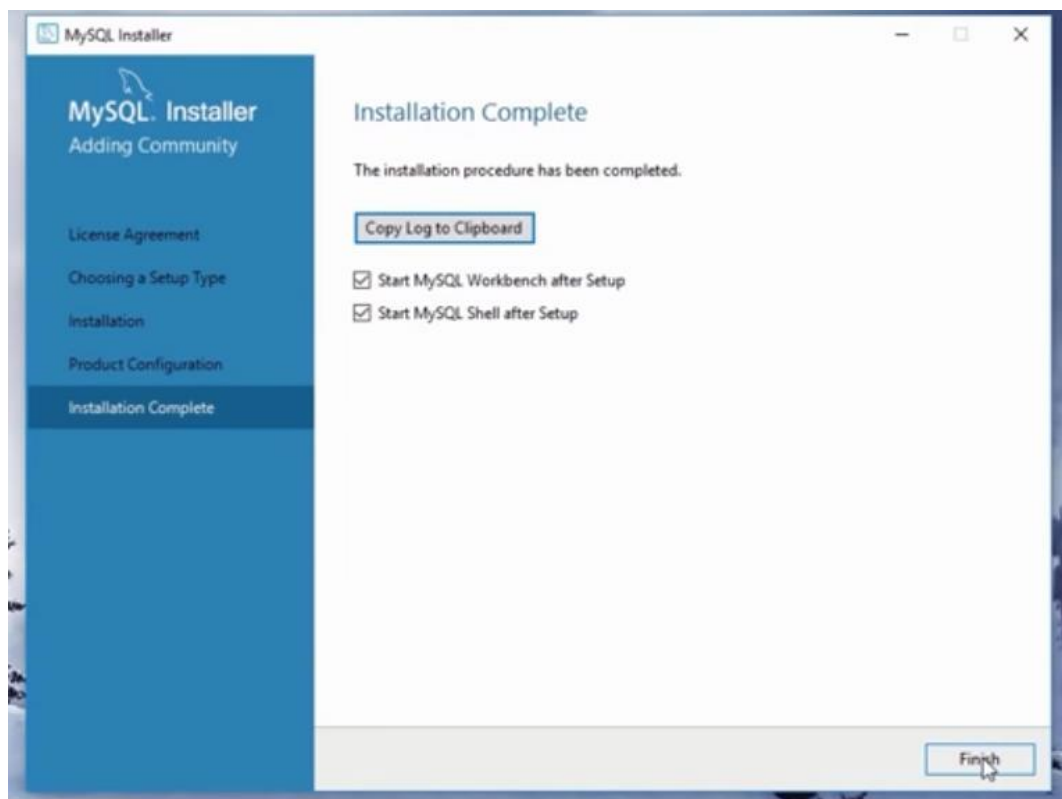 MySQL Installer
MySQL. Installer
Adding Community
License Agreement
Choosing a Setup Type
Installation
Product Configuration
Installation Complete
Installation Complete
The installation procedure has been completed.
Copy Log to Clipboard
Start MySQL Workbench after Setup
Start MySQL Shell after Setup
Finish